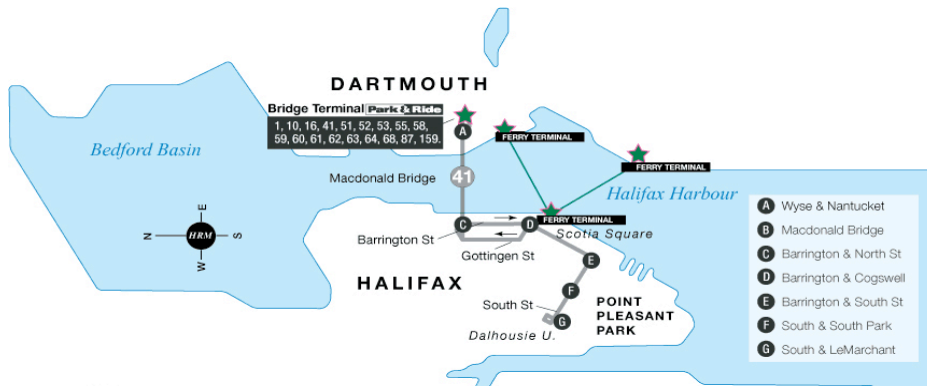 DARTMOUTH
Bridge Terminal Park & Ride
1, 10, 16, 41, 51, 52, 53, 55, 58,
59, 60, 61, 62, 63, 64, 68, 87, 159.
A
FERRY TERMINAL
Bedford Basin
FERRY TERMINAL
Macdonald Bridge
41
Halifax Harbour
E
N
HRM
S
W
C
D
FERRY TERMINAL
Barrington St
Scotia Square
Gottingen St
E
HALIFAX
F
South St
POINT
PLEASANT
PARK
G
Dalhousie U.
A Wyse & Nantucket
B Macdonald Bridge
C Barrington & North St
D Barrington & Cogswell
E Barrington & South St
F South & South Park
G South & LeMarchant